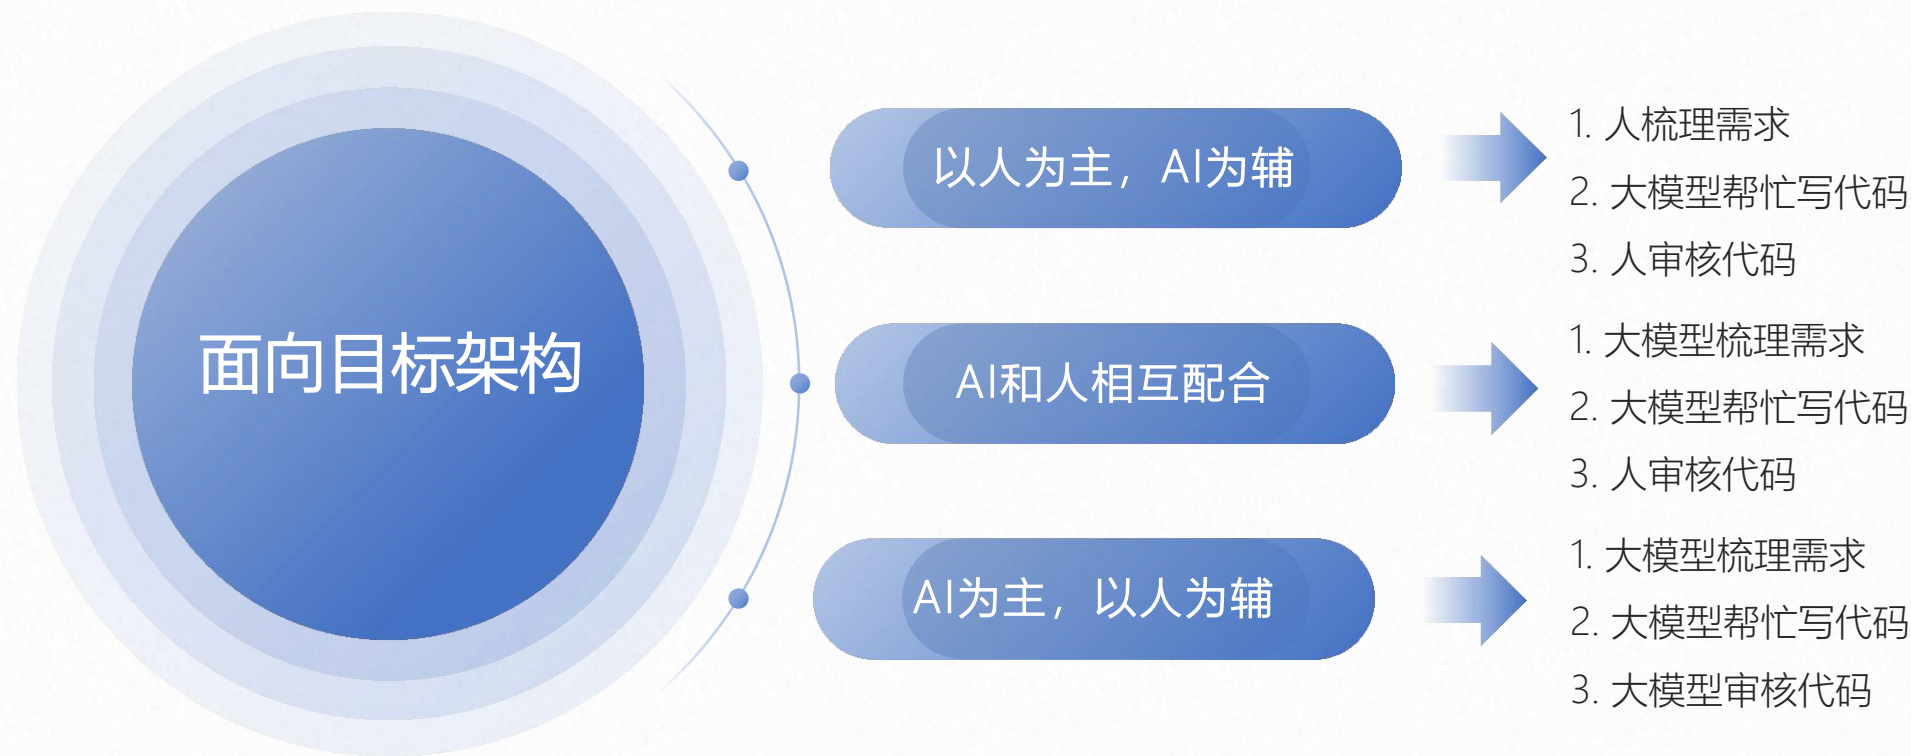 面向目标架构
以人为主，AI为辅
1. 人梳理需求
2. 大模型帮忙写代码
3. 人审核代码
AI和人相互配合
1. 大模型梳理需求
2. 大模型帮忙写代码
3. 人审核代码
AI为主，以人为辅
1. 大模型梳理需求
2. 大模型帮忙写代码
3. 大模型审核代码